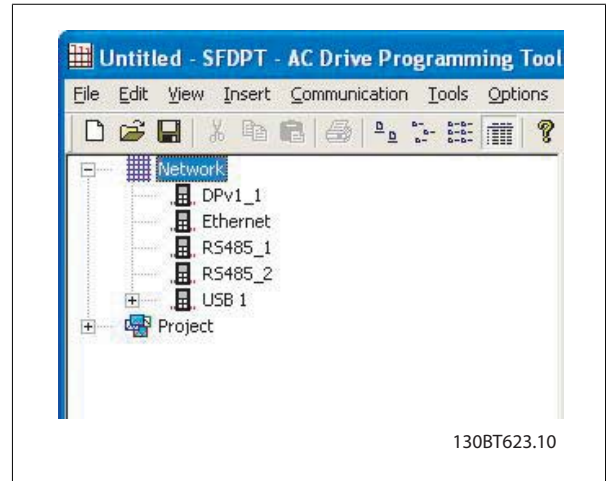 Untitled - SFDPT - AC Drive Programming Tool
File Edit View Insert Communication Tools Options
Network
DPv1_1
Ethernet
RS485_1
RS485_2
USB 1
Project
130BT623.10